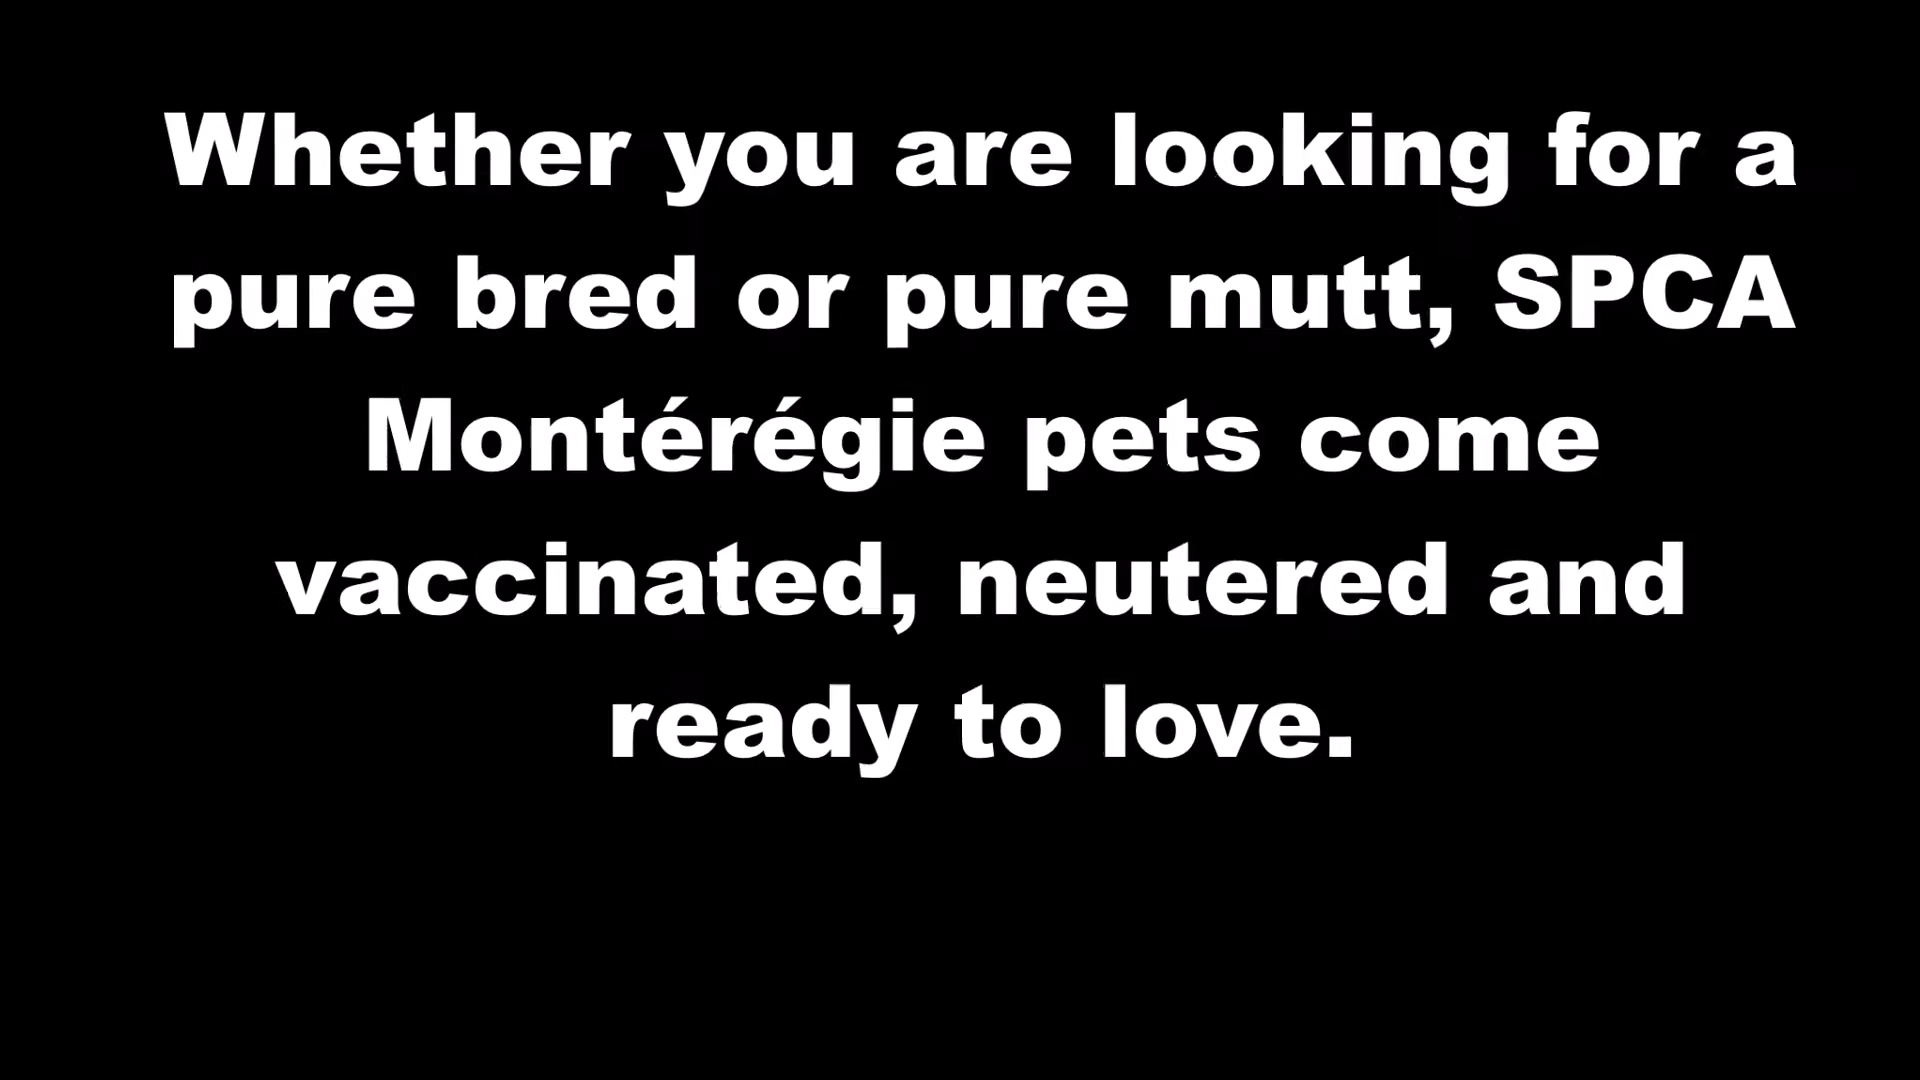 Whether you are looking for a
pure bred or pure mutt, SPCA
Montérégie pets come
vaccinated, neutered and
ready to love.